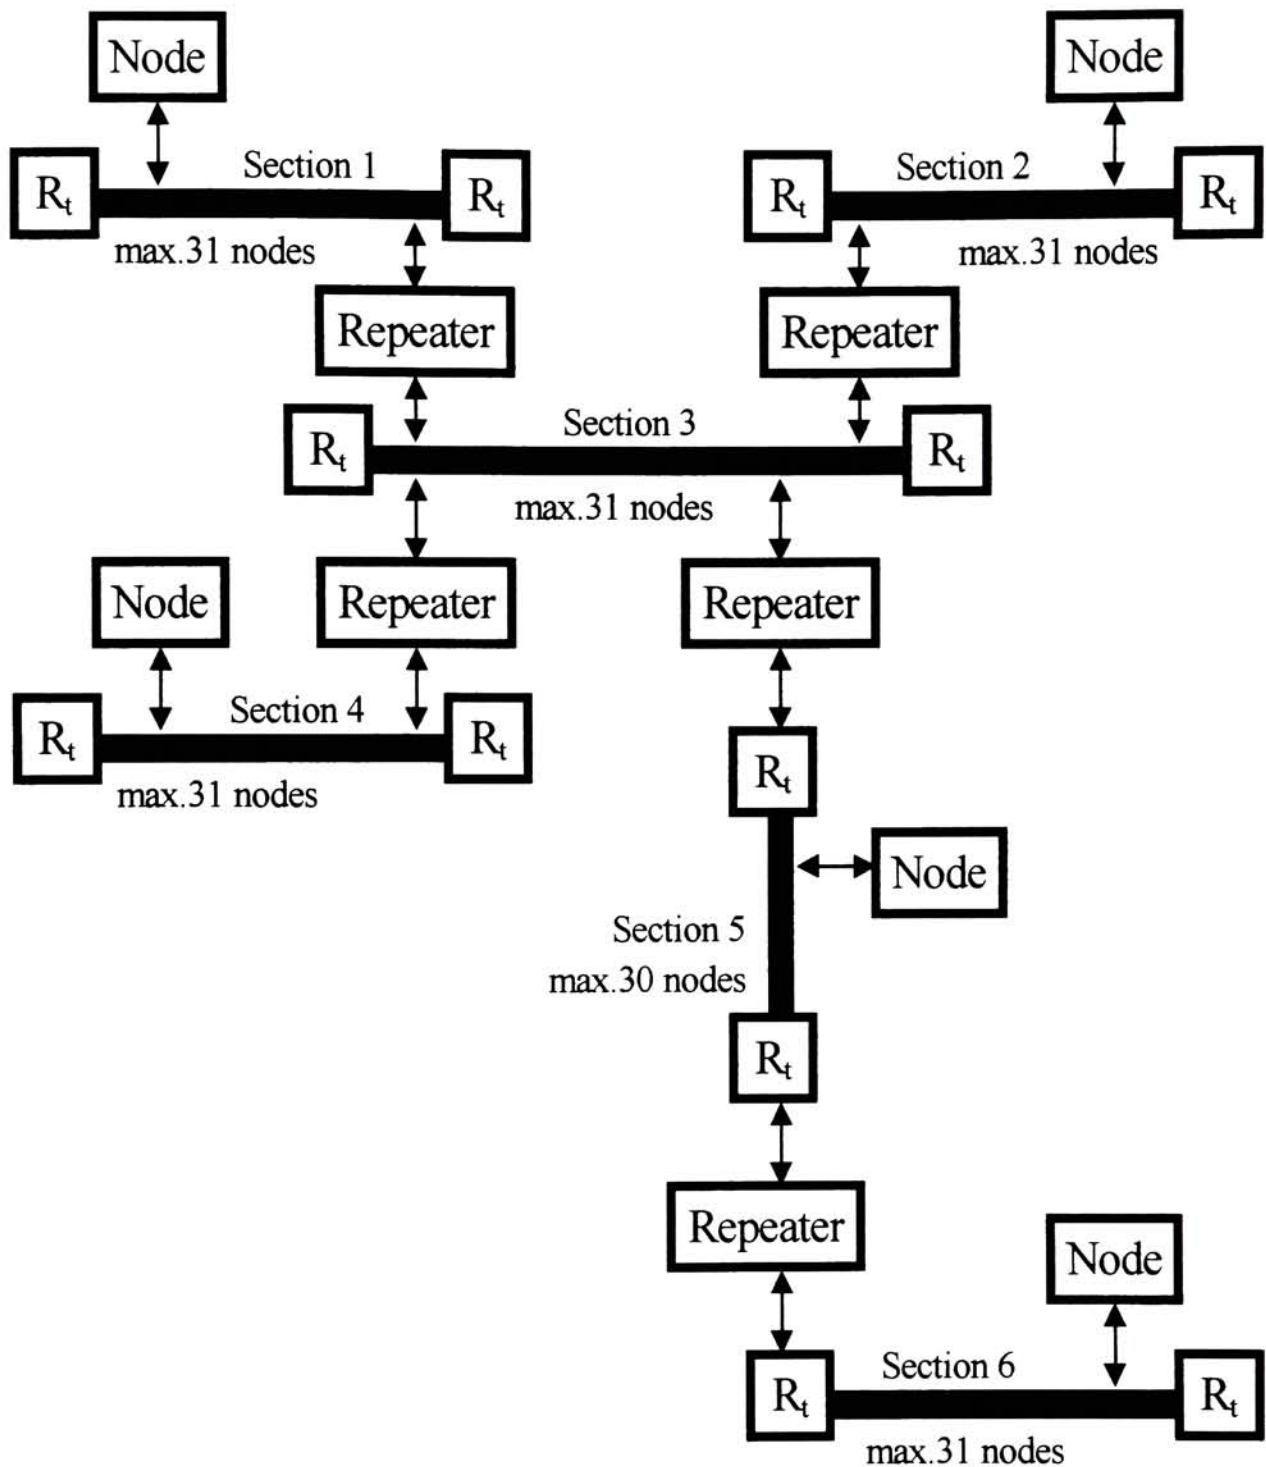 Node
Node
Section 1
Section 2
Rt
Rt
Rt
Rt
max.31 nodes
max.31 nodes
Repeater
Repeater
Section 3
Rt
Rt
max.31 nodes
Node
Repeater
Repeater
Section 4
Rt
Rt
max.31 nodes
Rt
Node
Section 5
max.30 nodes
Rt
Repeater
Node
Section 6
Rt
Rt
max.31 nodes